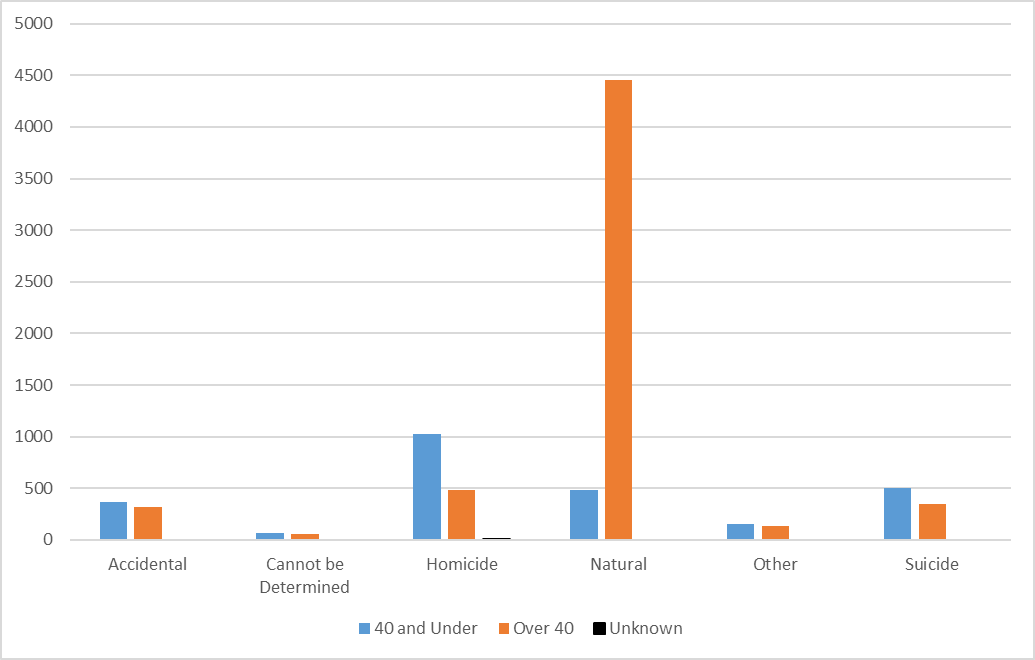 5000
4500
4000
3500
3000
2500
2000
1500
1000
500
0
Accidental
Cannot be
Determined
Homicide
Natural
Other
Suicide
40 and Under
Over 40
Unknown